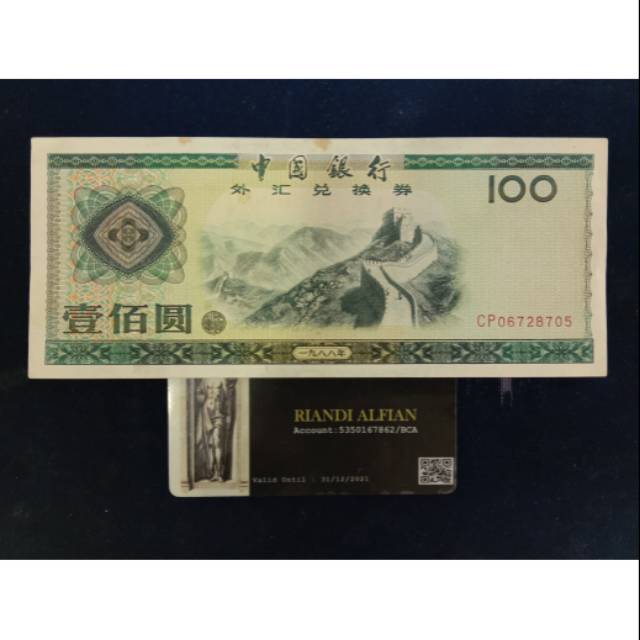 中国银行
外汇兑换券
100
壹佰圆
CP06728705
一九八八年
RIANDI ALFIAN
Account:5350167862/BCA
Valid Until : 31/12/2021